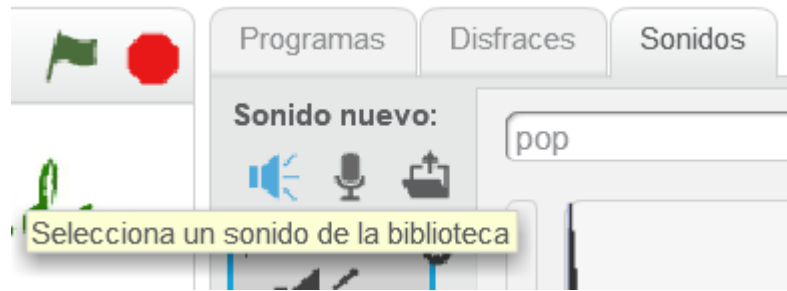 Programas Disfraces Sonidos
Sonido nuevo:
pop
Selecciona un sonido de la biblioteca